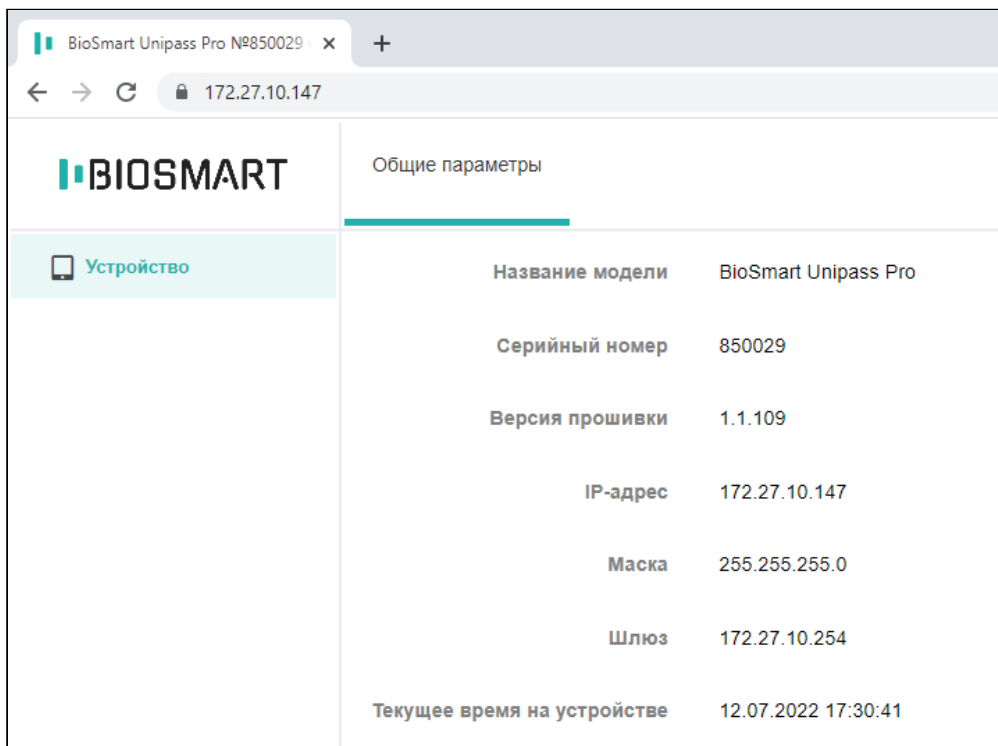 BioSmart Unipass Pro №850029
172.27.10.147
BIOSMART
Общие параметры
Устройство
Название модели BioSmart Unipass Pro
Серийный номер 850029
Версия прошивки 1.1.109
IP-адрес 172.27.10.147
Маска 255.255.255.0
Шлюз 172.27.10.254
Текущее время на устройстве 12.07.2022 17:30:41